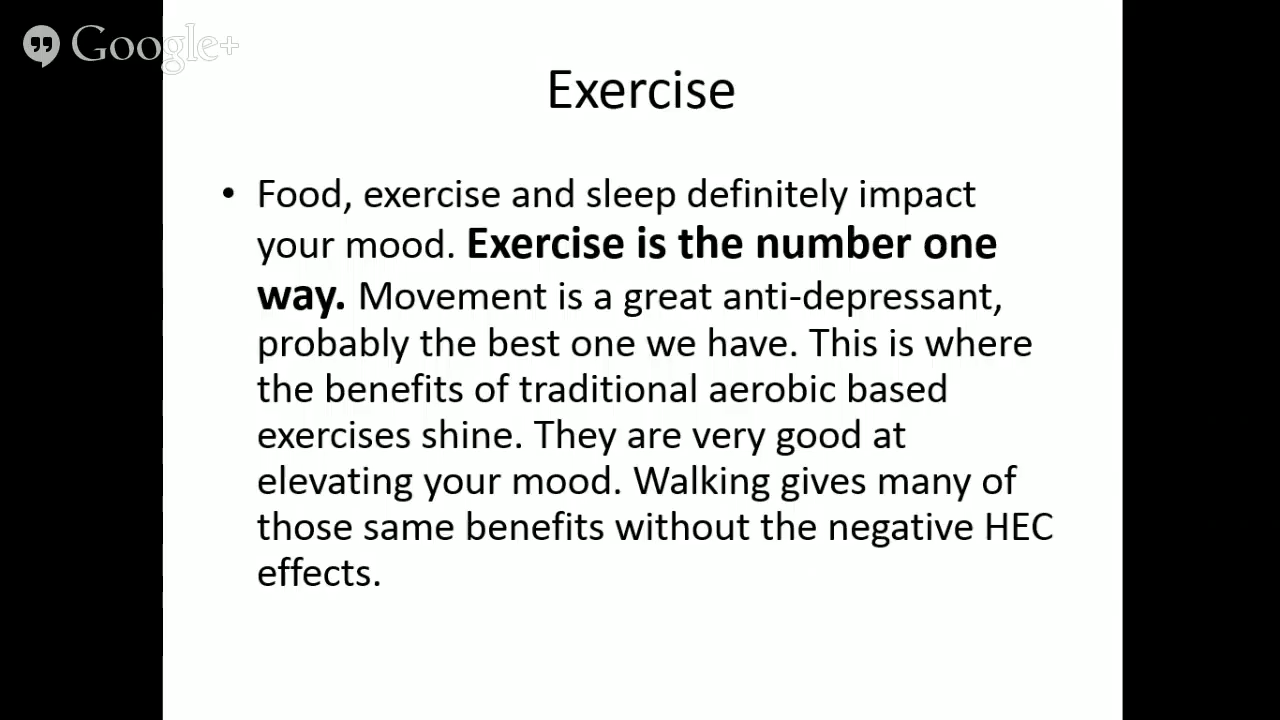 Google+
Exercise
• Food, exercise and sleep definitely impact
your mood. Exercise is the number one
way. Movement is a great anti-depressant,
probably the best one we have. This is where
the benefits of traditional aerobic based
exercises shine. They are very good at
elevating your mood. Walking gives many of
those same benefits without the negative HEC
effects.